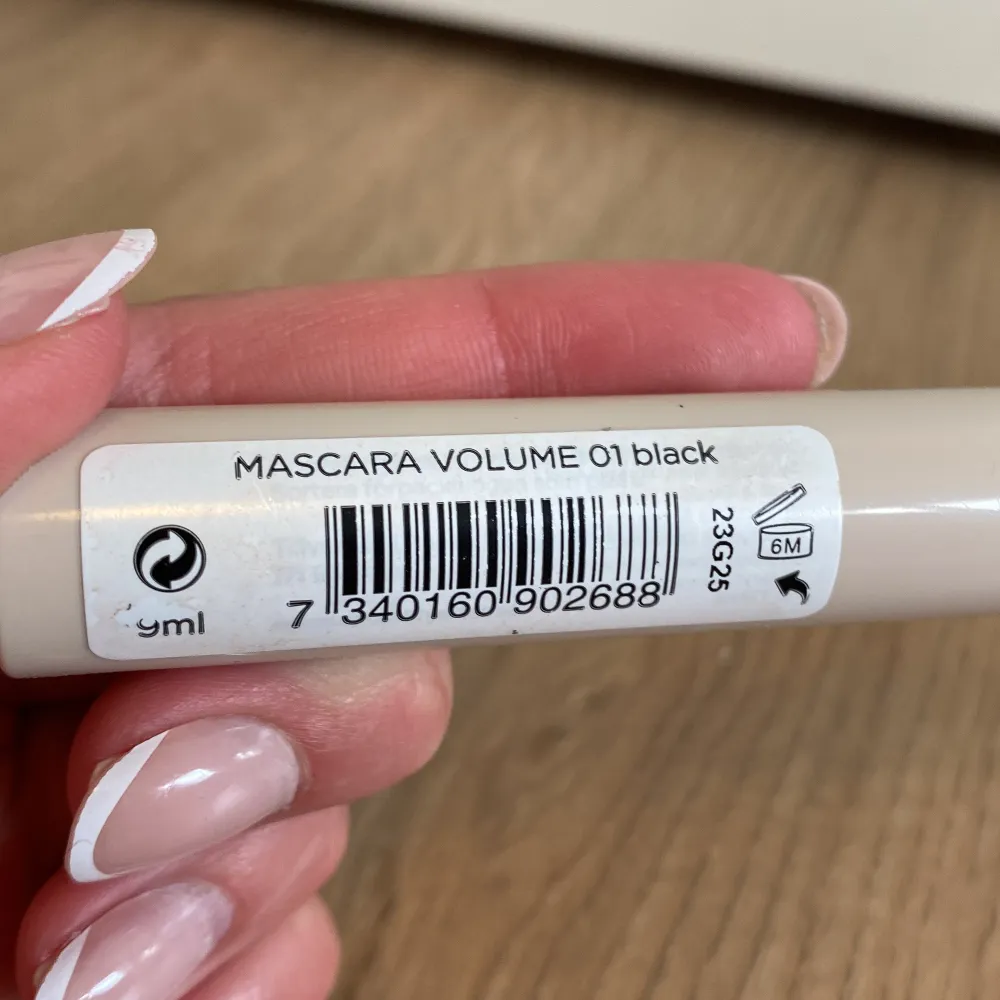 MASCARA VOLUME 01 black
7 340160 902688
9ml
23G25
6M